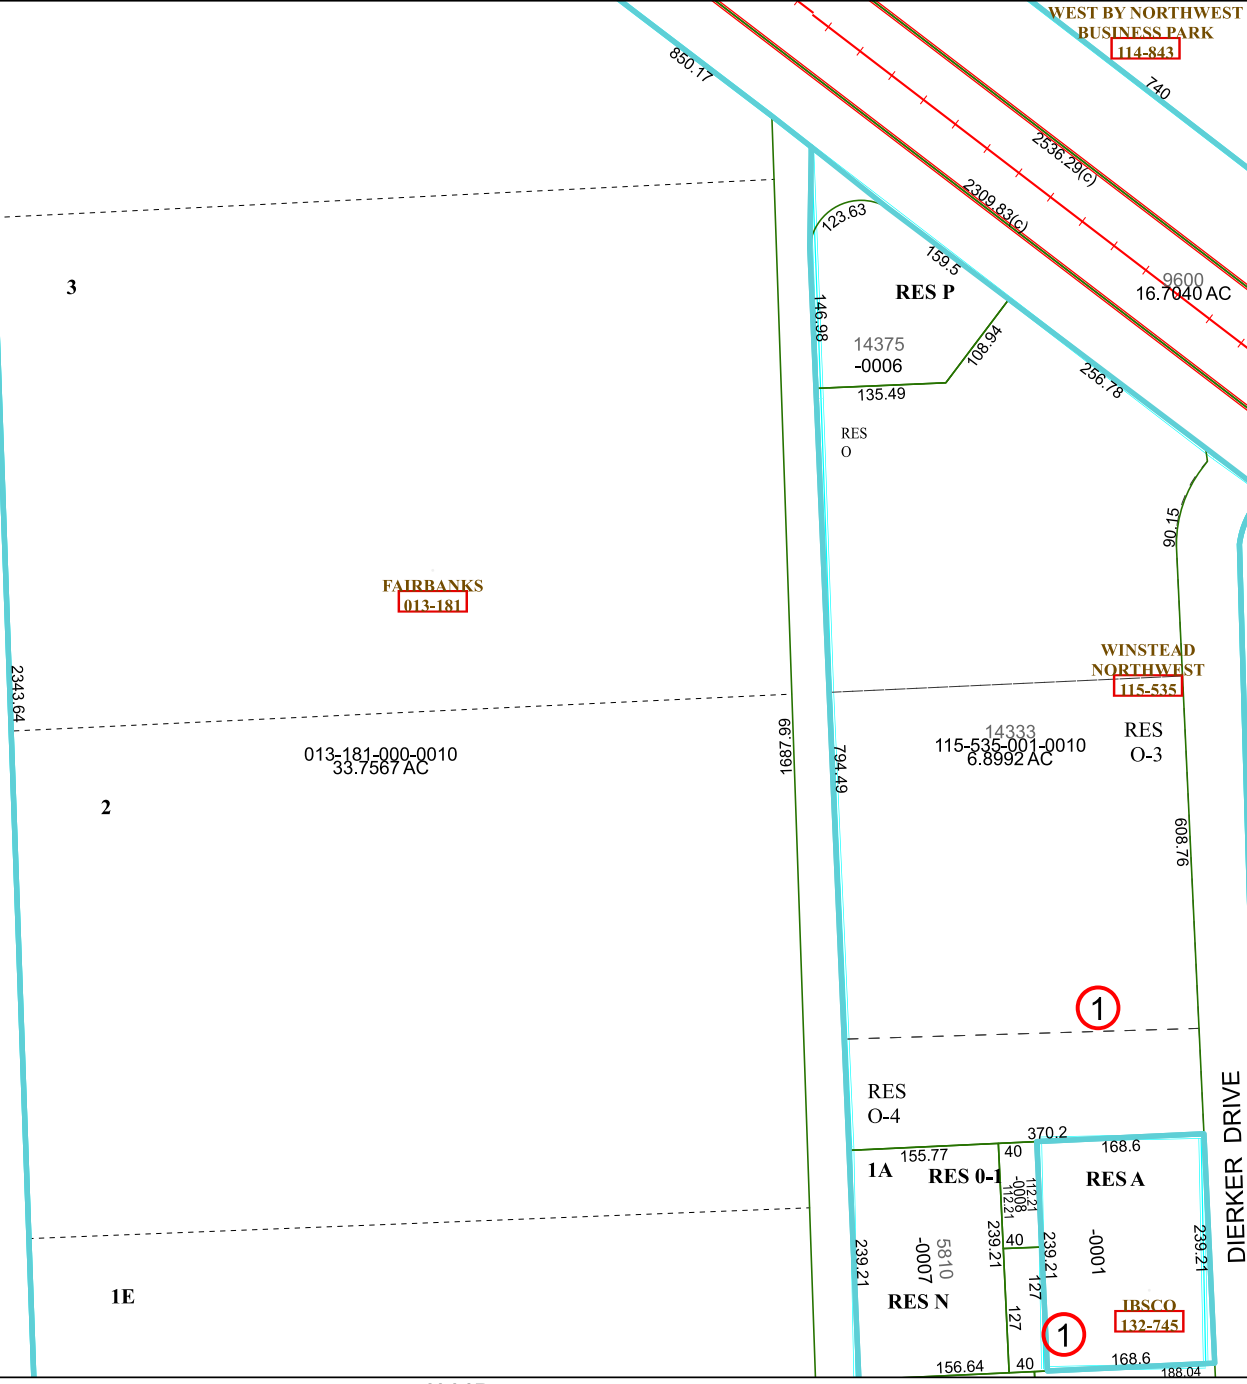 WEST BY NORTHWEST
BUSINESS PARK
114-843
740
850.17
2536.29(c)
2309.83(c)
9600
16.7040 AC
123.63
159.5
RES P
146.98
14375
-0006
108.94
135.49
256.78
3
RES
O
90.15
FAIRBANKS
013-181
WINSTEAD
NORTHWEST
115-535
2343.64
1687.99
794.49
14333
115-535-001-0010
6.8992 AC
RES
O-3
013-181-000-0010
33.7567 AC
2
608.76
1
RES
O-4
DIERKER DRIVE
370.2
155.77
40
168.6
1A
RES 0-1
-0008
112.21
112.21
RES A
239.21
5810
-0007
239.21
40
239.21
-0001
239.21
127
127
RES N
IBSCO
132-745
1
1E
156.64
40
168.6
188.04